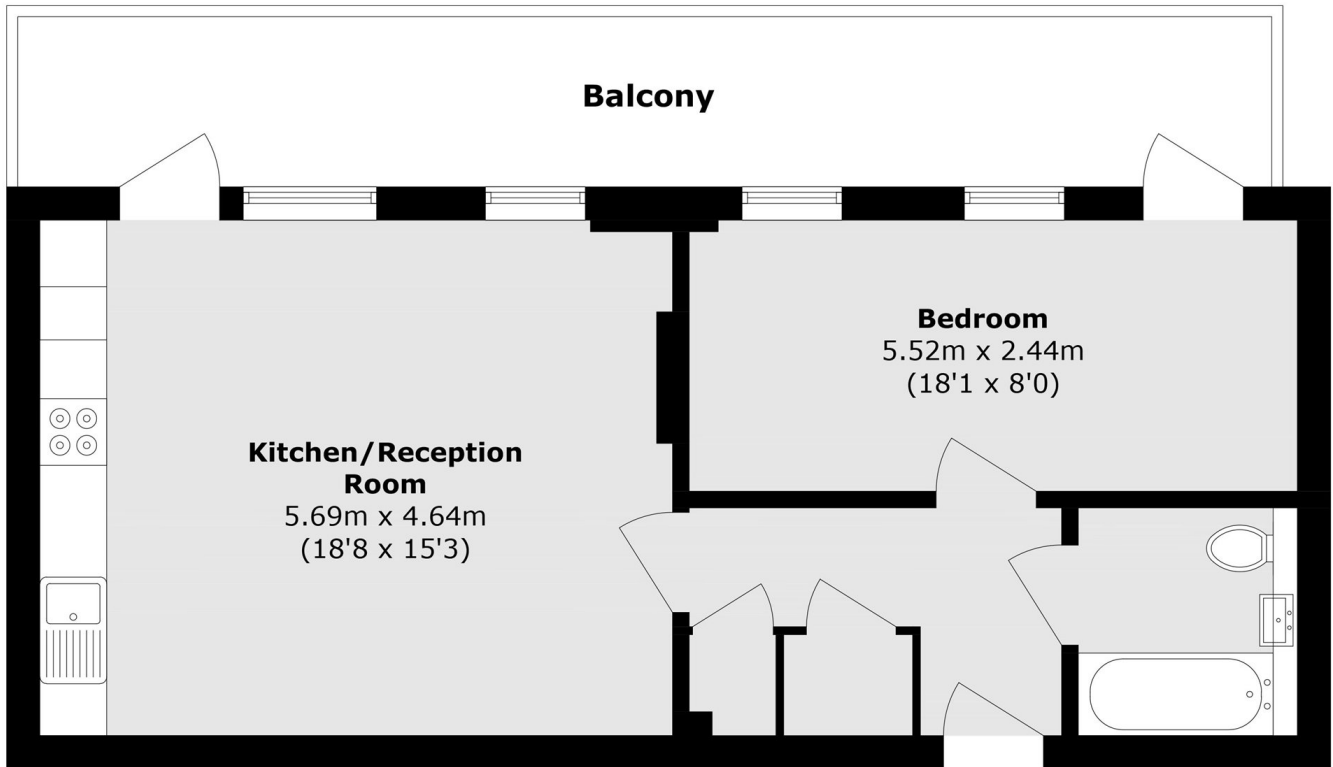 Balcony
Bedroom
5.52m x 2.44m
(18'1 x 8'0)
Kitchen/Reception
Room
5.69m x 4.64m
(18'8 x 15'3)